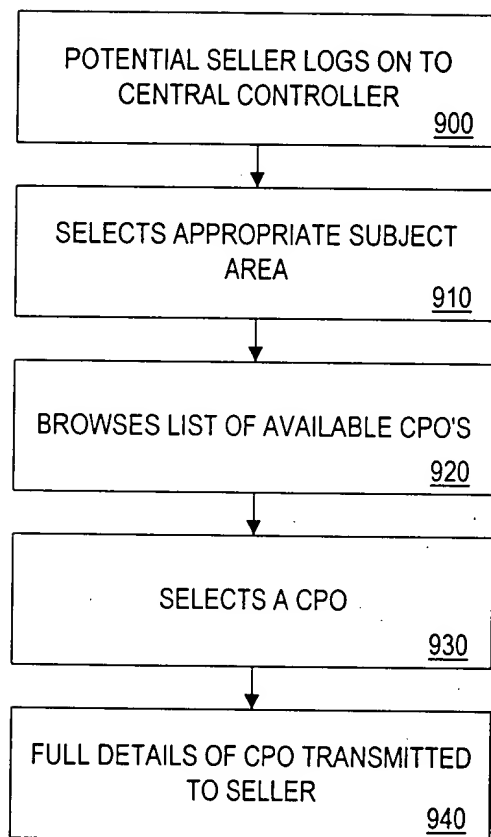 POTENTIAL SELLER LOGS ON TO
CENTRAL CONTROLLER
900
SELECTS APPROPRIATE SUBJECT
AREA
910
BROWSES LIST OF AVAILABLE CPO'S
920
SELECTS A CPO
930
FULL DETAILS OF CPO TRANSMITTED
TO SELLER
940